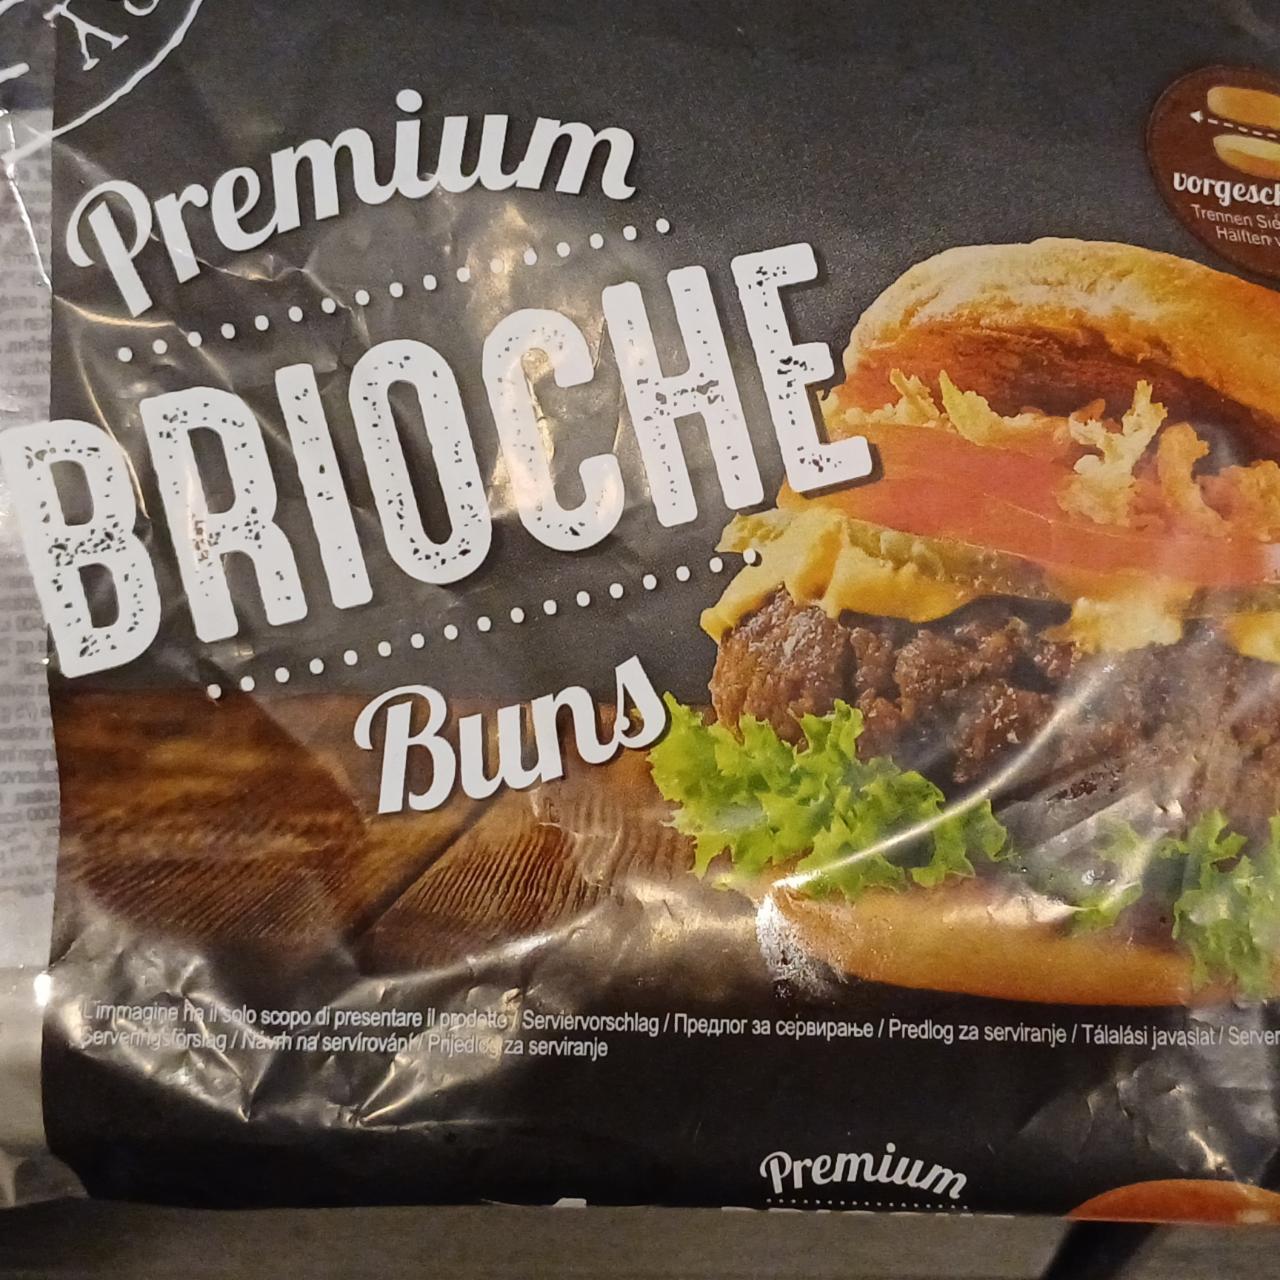 Premium
BRIOCHE
Buns
Trennen Sie
Hälften
L'immagine ha il solo scopo di presentare il prodotto / Serviervorschlag / Предлог за сервирање / Predlog za serviranje / Tálalási javaslat /
Serveringsförslag / Návrh na servírování / Prijedlog za serviranje
Premium